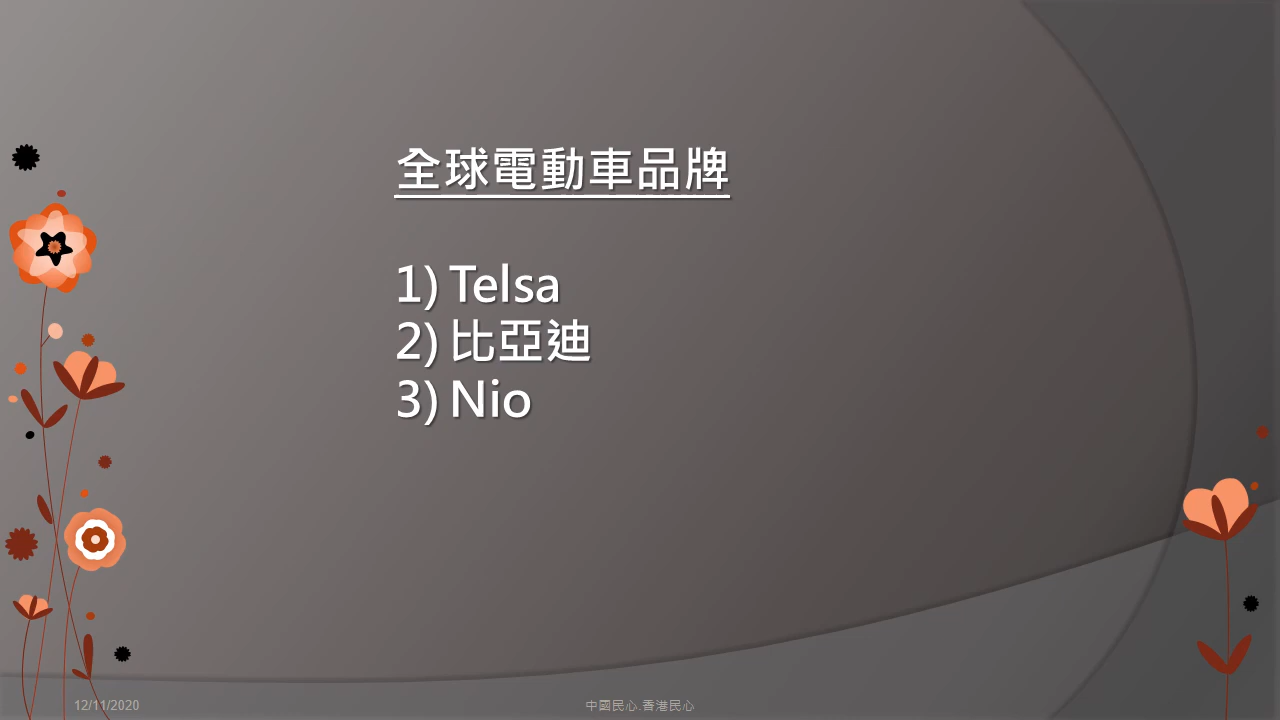 全球電動車品牌
1) Telsa
2) 比亞迪
3) Nio
12/11/2020
中國民心.香港民心